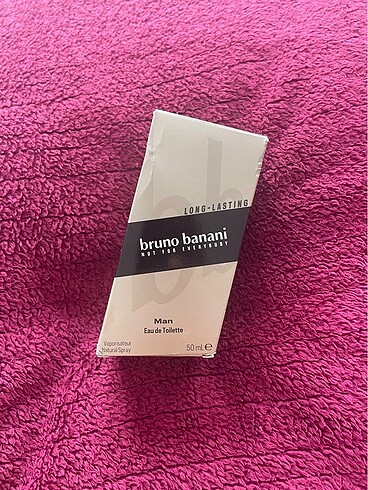 LONG-LASTING
bruno banani
NOT FOR EVERYBODY
Man
Eau de Toilette
Vaporisateur
Natural Spray
50 mL ℮